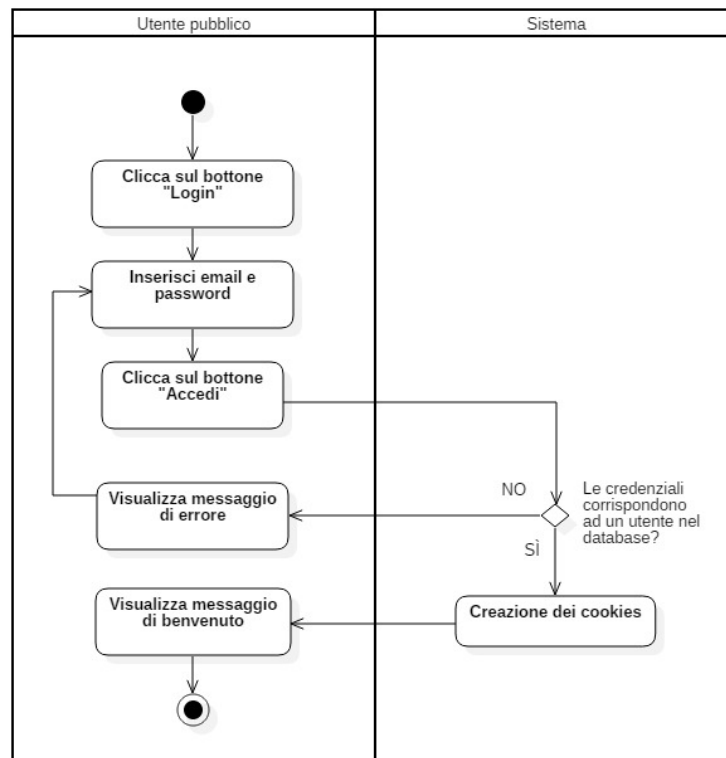 Utente pubblico
Sistema
Clicca sul bottone
"Login"
Inserisci email e
password
Clicca sul bottone
"Accedi"
NO
Le credenziali
corrispondono
ad un utente nel
database?
Visualizza messaggio
di errore
SÌ
Visualizza messaggio
di benvenuto
Creazione dei cookies